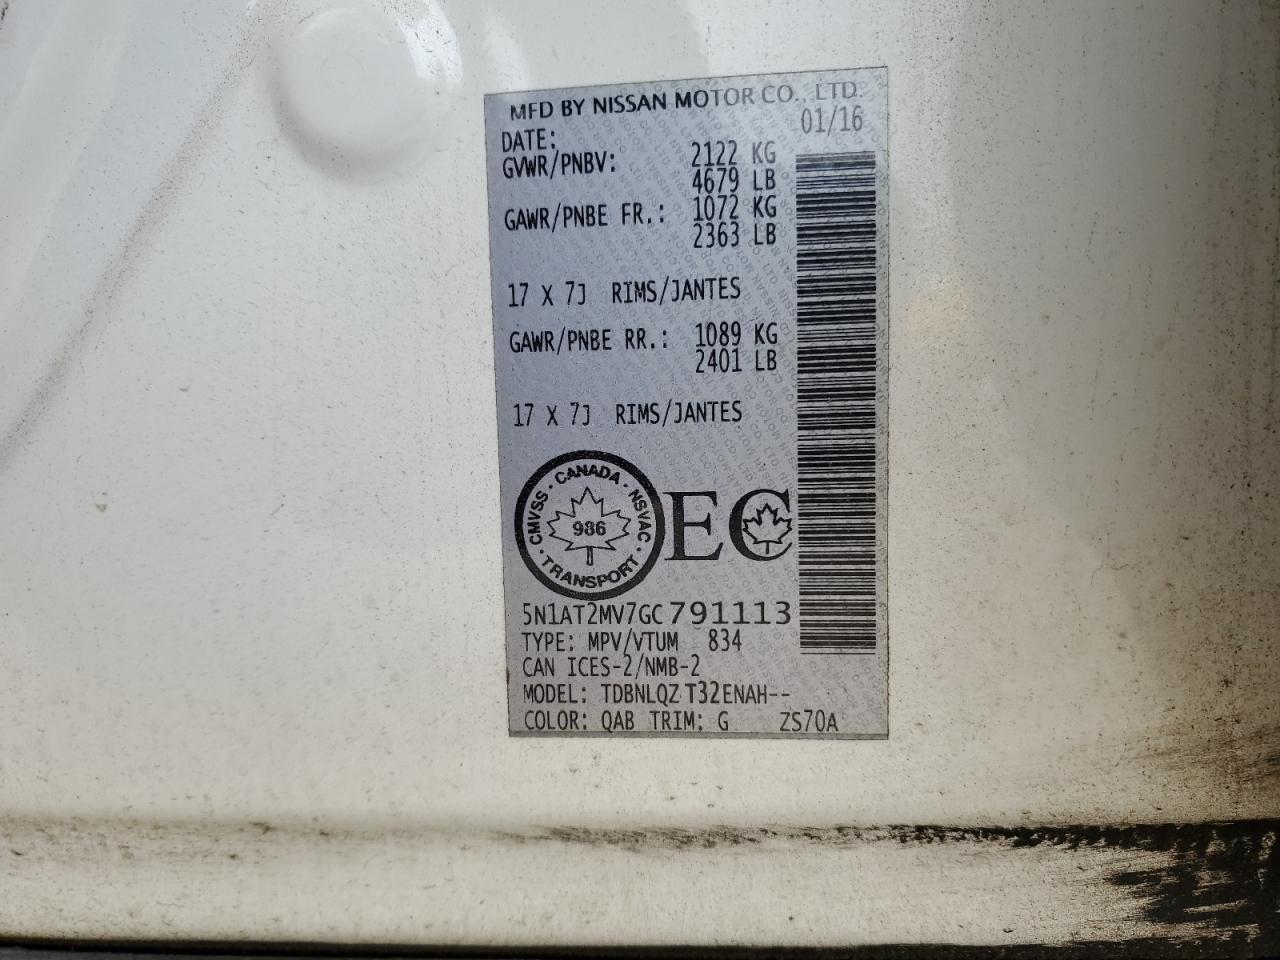 MFD BY NISSAN MOTOR CO., LTD.
DATE: 01/16
GVWR/PNBV: 2122 KG
4679 LB
GAWR/PNBE FR.: 1072 KG
2363 LB
17 X 7J RIMS/JANTES
GAWR/PNBE RR.: 1089 KG
2401 LB
17 X 7J RIMS/JANTES
CMVSS · CANADA · NSVAC · TRANSPORT
986
EC
5N1AT2MV7GC791113
TYPE: MPV/VTUM 834
CAN ICES-2/NMB-2
MODEL: TDBNLQZ T32ENAH--
COLOR: QAB TRIM: G ZS70A